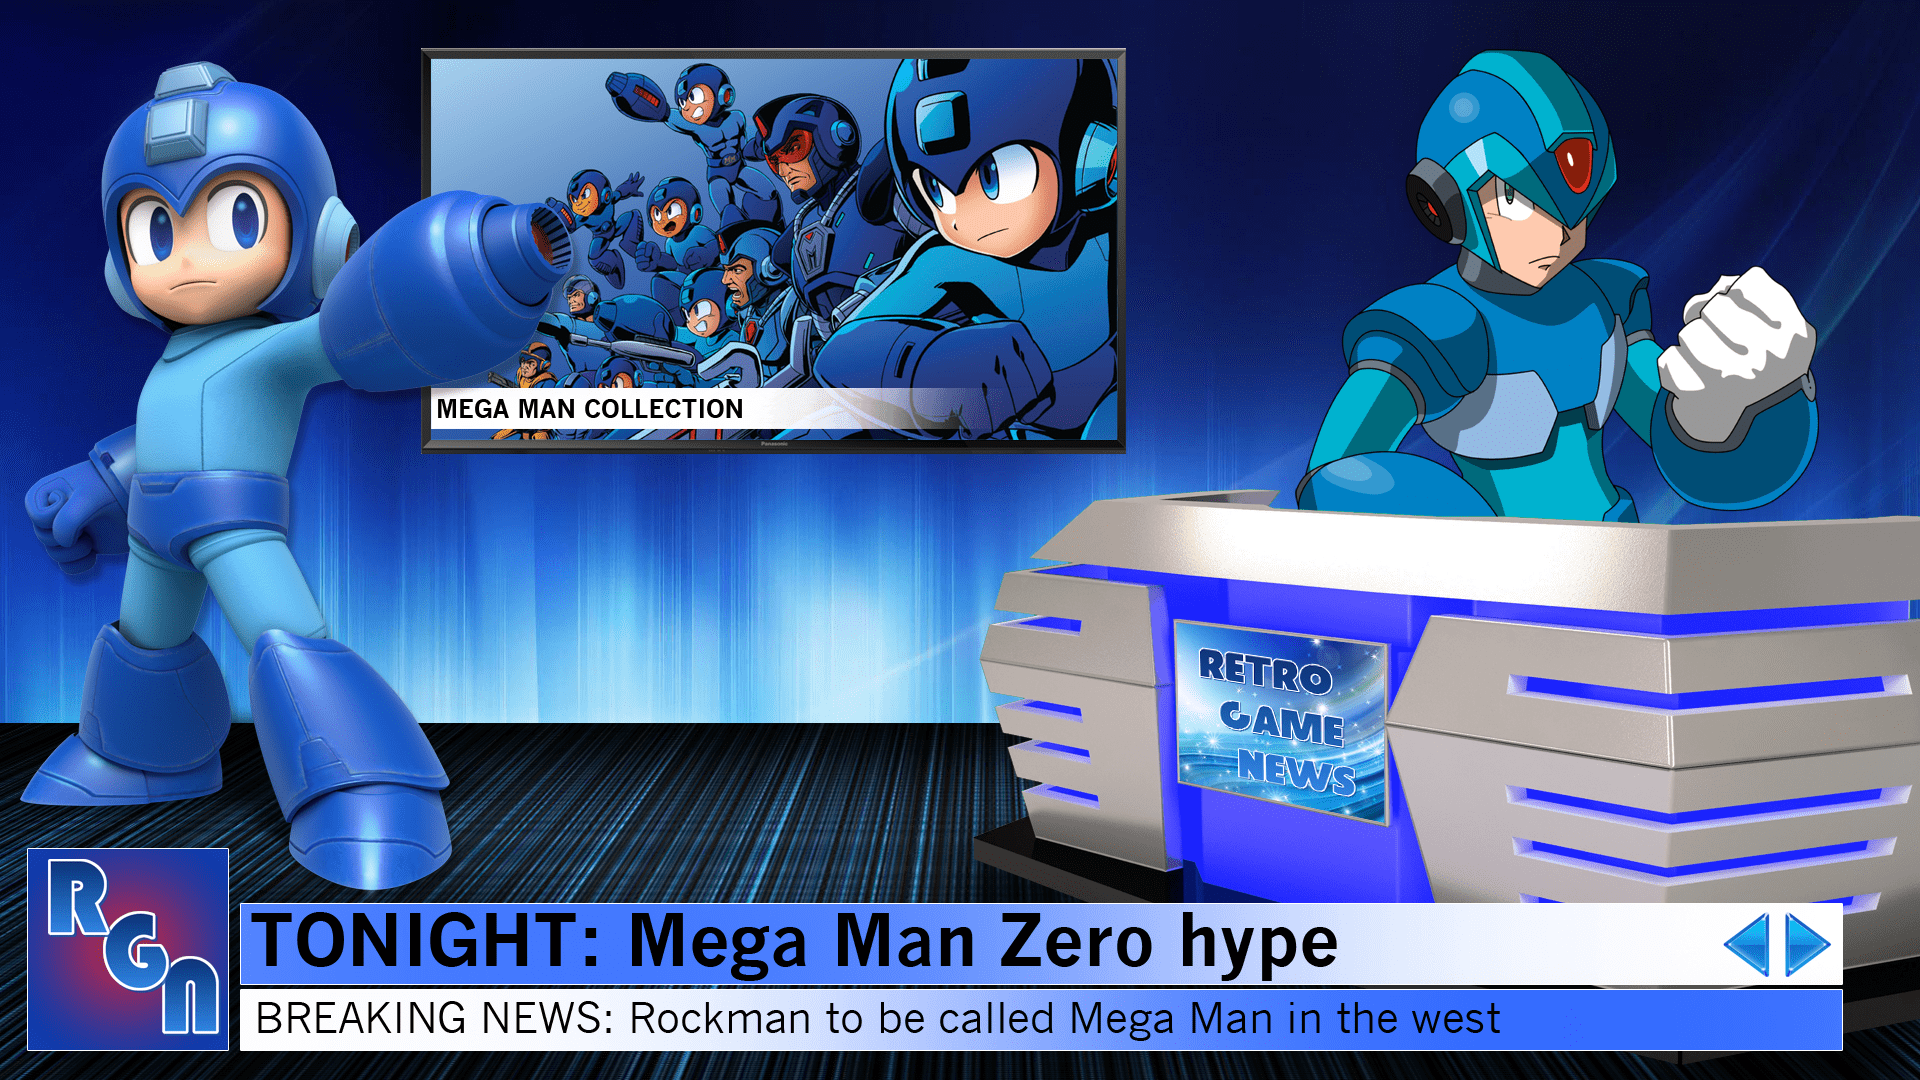 MEGA MAN COLLECTION
Panasonic
RETRO
GAME
NEWS
RGN
TONIGHT: Mega Man Zero hype
BREAKING NEWS: Rockman to be called Mega Man in the west